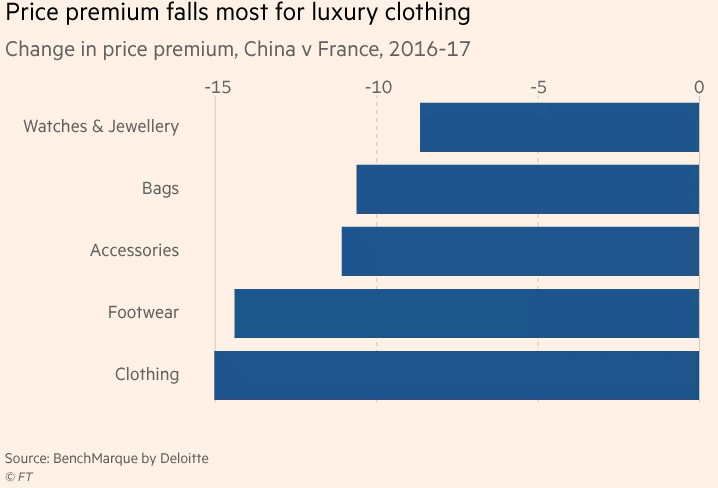 Price premium falls most for luxury clothing
Change in price premium, China v France, 2016-17
-15 -10 -5 0
Watches & Jewellery
Bags
Accessories
Footwear
Clothing
Source: BenchMarque by Deloitte
© FT